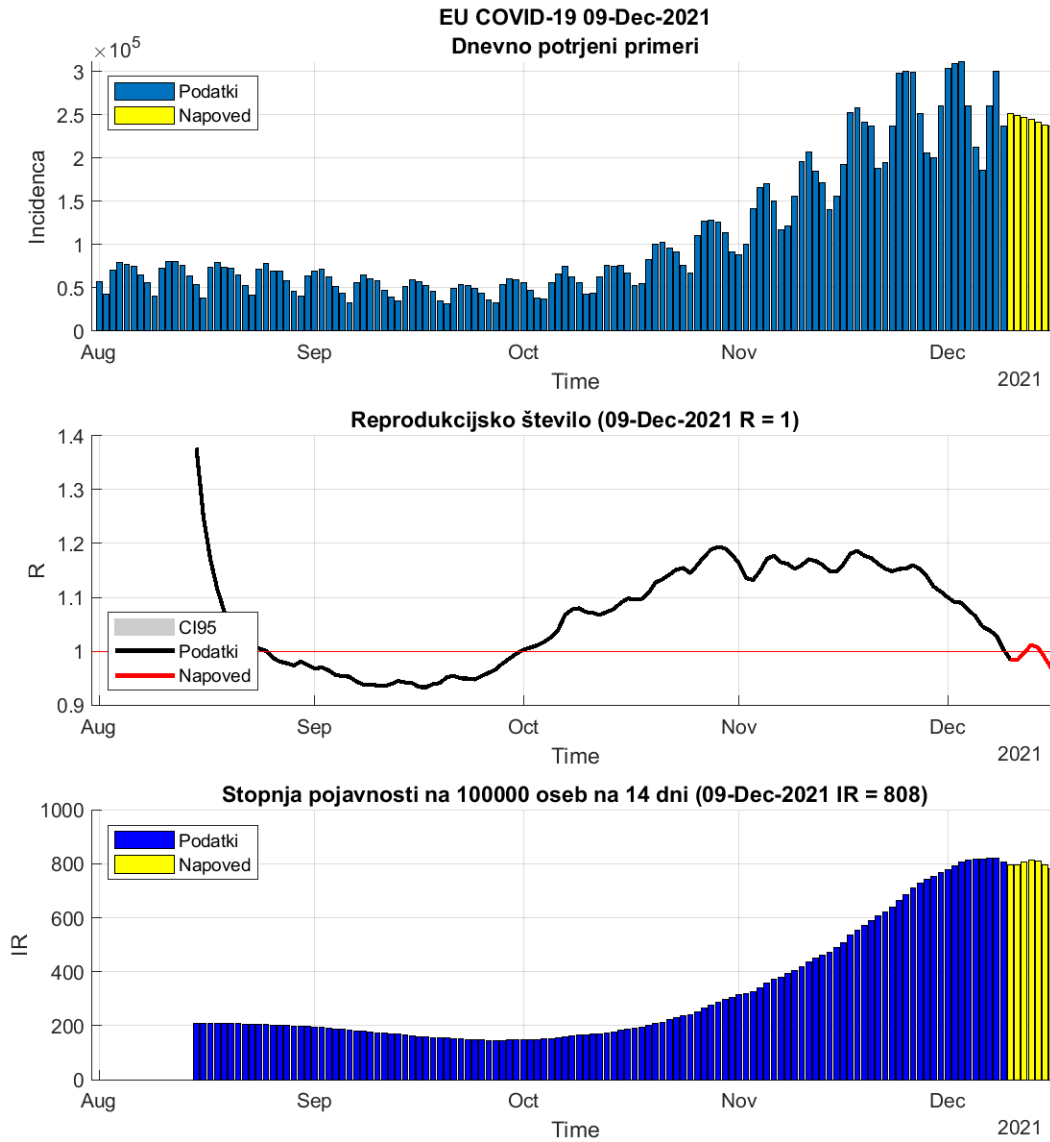 EU COVID-19 09-Dec-2021
Dnevno potrjeni primeri
×10⁵
3
2.5
2
1.5
1
0.5
0
Incidenca
Podatki
Napoved
Aug Sep Oct Nov Dec
Time
2021
Reprodukcijsko število (09-Dec-2021 R = 1)
1.4
1.3
1.2
1.1
1
0.9
R
CI95
Podatki
Napoved
Aug Sep Oct Nov Dec
Time
2021
Stopnja pojavnosti na 100000 oseb na 14 dni (09-Dec-2021 IR = 808)
1000
800
600
400
200
0
IR
Podatki
Napoved
Aug Sep Oct Nov Dec
Time
2021